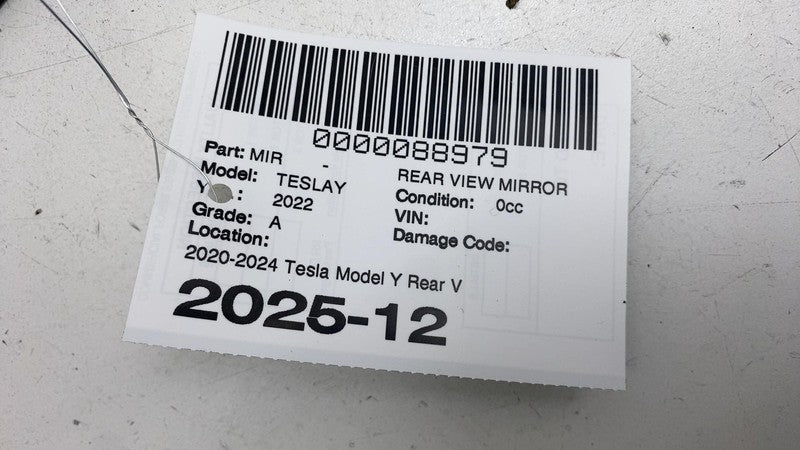 0000088979
Part: MIR - REAR VIEW MIRROR
Model: TESLAY Condition: 0cc
Y : 2022 VIN:
Grade: A Damage Code:
Location:
2020-2024 Tesla Model Y Rear V
2025-12